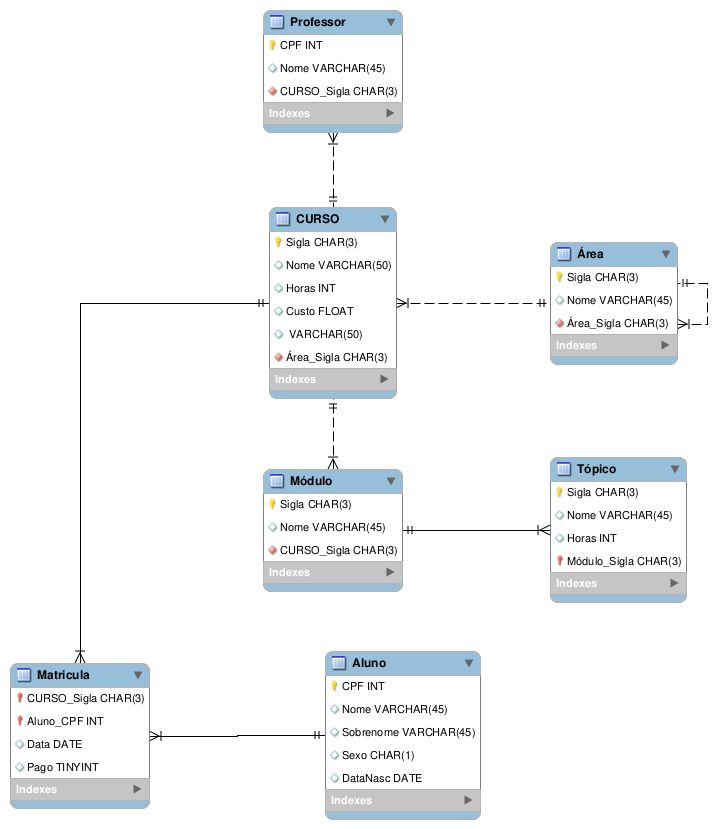 Professor
CPF INT
Nome VARCHAR(45)
CURSO_Sigla CHAR(3)
Indexes
CURSO
Sigla CHAR(3)
Nome VARCHAR(50)
Horas INT
Custo FLOAT
VARCHAR(50)
Área_Sigla CHAR(3)
Indexes
Área
Sigla CHAR(3)
Nome VARCHAR(45)
Área_Sigla CHAR(3)
Indexes
Módulo
Sigla CHAR(3)
Nome VARCHAR(45)
CURSO_Sigla CHAR(3)
Indexes
Tópico
Sigla CHAR(3)
Nome VARCHAR(45)
Horas INT
Módulo_Sigla CHAR(3)
Indexes
Matricula
CURSO_Sigla CHAR(3)
Aluno_CPF INT
Data DATE
Pago TINYINT
Indexes
Aluno
CPF INT
Nome VARCHAR(45)
Sobrenome VARCHAR(45)
Sexo CHAR(1)
DataNasc DATE
Indexes